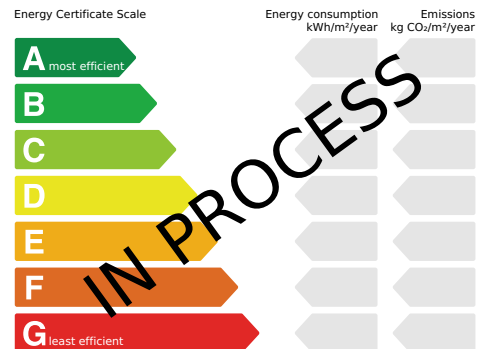 Energy Certificate Scale
Energy consumption
kWh/m²/year
Emissions
kg CO₂/m²/year
A most efficient
B
C
D
E
F
G least efficient
IN PROCESS